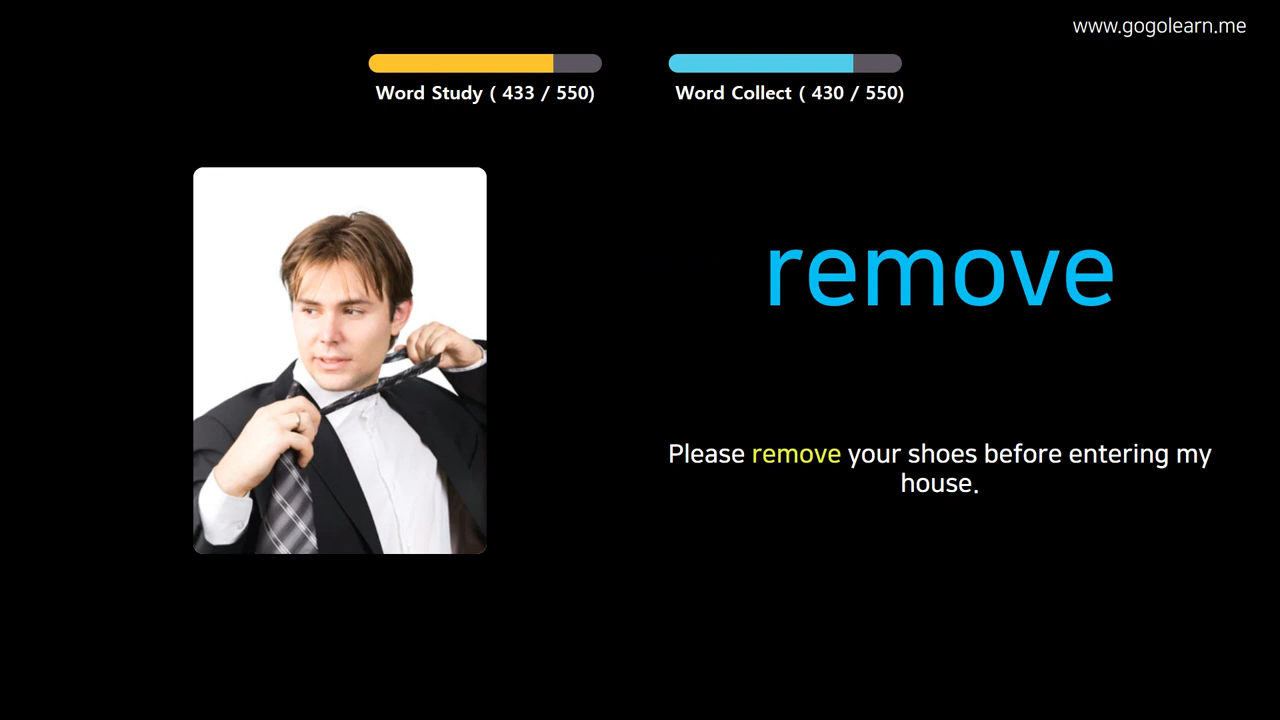 www.gogolearn.me
Word Study ( 433 / 550)
Word Collect ( 430 / 550)
remove
Please remove your shoes before entering my
house.